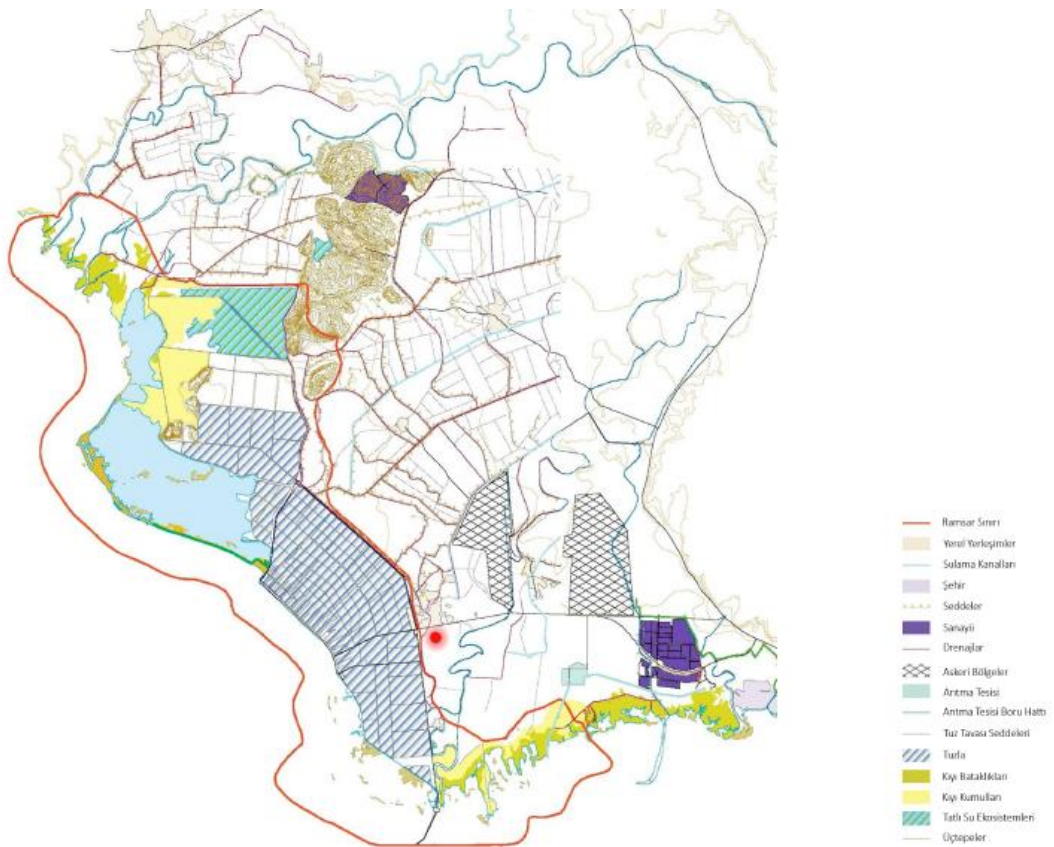 Ramsar Sınırı
Yerel Yerleşimler
Sulama Kanalları
Şehir
Seddeler
Sanayii
Drenajlar
Askeri Bölgeler
Arıtma Tesisi
Arıtma Tesisi Boru Hattı
Tuz Tavası Seddeleri
Tuzla
Kıyı Bataklıkları
Kıyı Kumulları
Tatlı Su Ekosistemleri
Üçtepeler